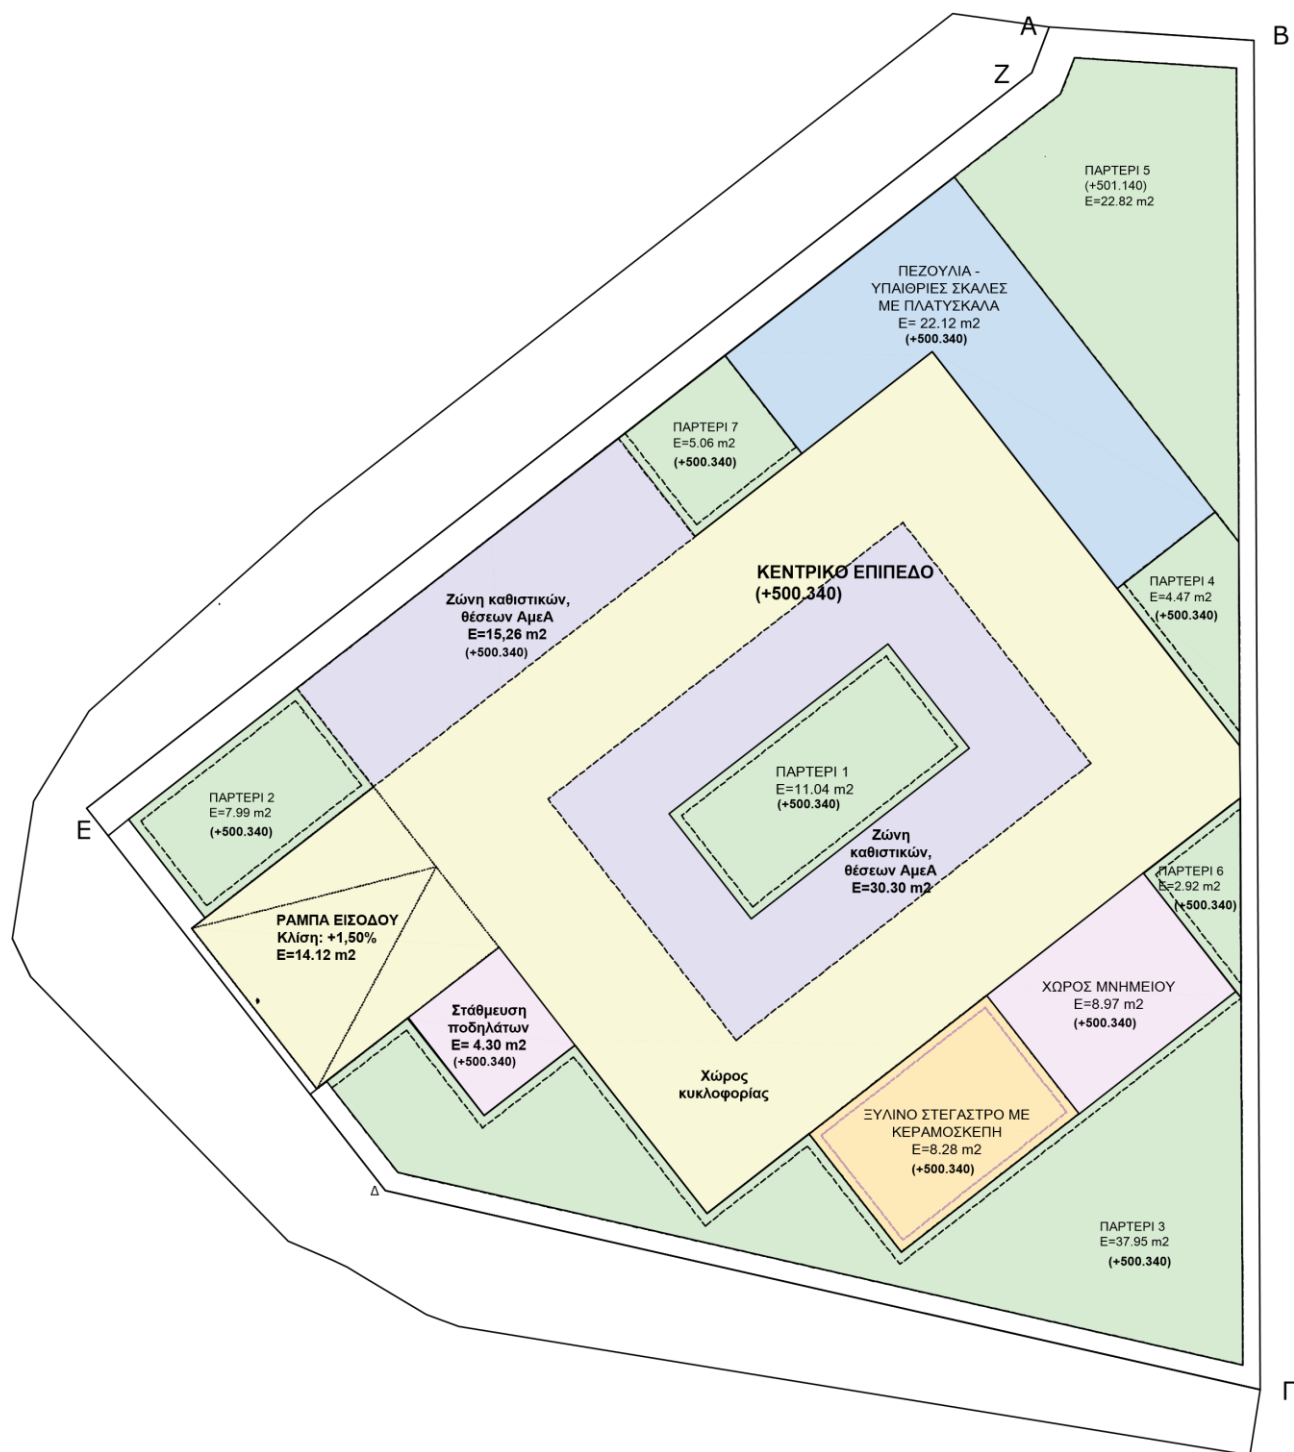 Α
Β
Ζ
ΠΑΡΤΕΡΙ 5
(+501.140)
Ε=22.82 m2
ΠΕΖΟΥΛΙΑ -
ΥΠΑΙΘΡΙΕΣ ΣΚΑΛΕΣ
ΜΕ ΠΛΑΤΥΣΚΑΛΑ
Ε= 22.12 m2
(+500.340)
ΠΑΡΤΕΡΙ 7
Ε=5.06 m2
(+500.340)
ΚΕΝΤΡΙΚΟ ΕΠΙΠΕΔΟ
(+500.340)
ΠΑΡΤΕΡΙ 4
Ε=4.47 m2
(+500.340)
Ζώνη καθιστικών,
θέσεων ΑμεΑ
Ε=15,26 m2
(+500.340)
ΠΑΡΤΕΡΙ 1
Ε=11.04 m2
(+500.340)
ΠΑΡΤΕΡΙ 2
Ε=7.99 m2
(+500.340)
Ε
Ζώνη
καθιστικών,
θέσεων ΑμεΑ
Ε=30.30 m2
ΠΑΡΤΕΡΙ 6
Ε=2.92 m2
(+500.340)
ΡΑΜΠΑ ΕΙΣΟΔΟΥ
Κλίση: +1,50%
Ε=14.12 m2
ΧΩΡΟΣ ΜΝΗΜΕΙΟΥ
Ε=8.97 m2
(+500.340)
Στάθμευση
ποδηλάτων
Ε= 4.30 m2
(+500.340)
Χώρος
κυκλοφορίας
ΞΥΛΙΝΟ ΣΤΕΓΑΣΤΡΟ ΜΕ
ΚΕΡΑΜΟΣΚΕΠΗ
Ε=8.28 m2
(+500.340)
Δ
ΠΑΡΤΕΡΙ 3
Ε=37.95 m2
(+500.340)
Γ